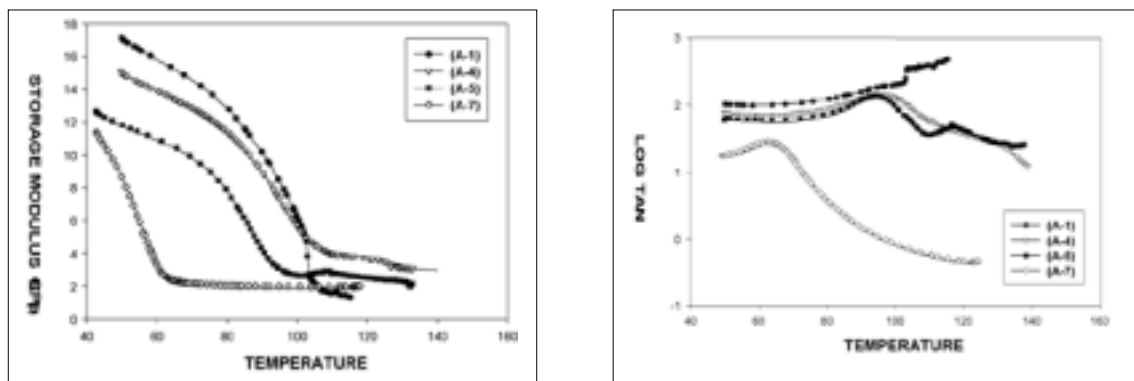 18
16
14
12
10
8
6
4
2
0
STORAGE MODULUS
(A-1)
(A-4)
(A-5)
(A-7)
40 60 80 100 120 140 160
TEMPERATURE
3
2
1
0
-1
LOG TAN
(A-1)
(A-4)
(A-5)
(A-7)
40 60 80 100 120 140 160
TEMPERATURE